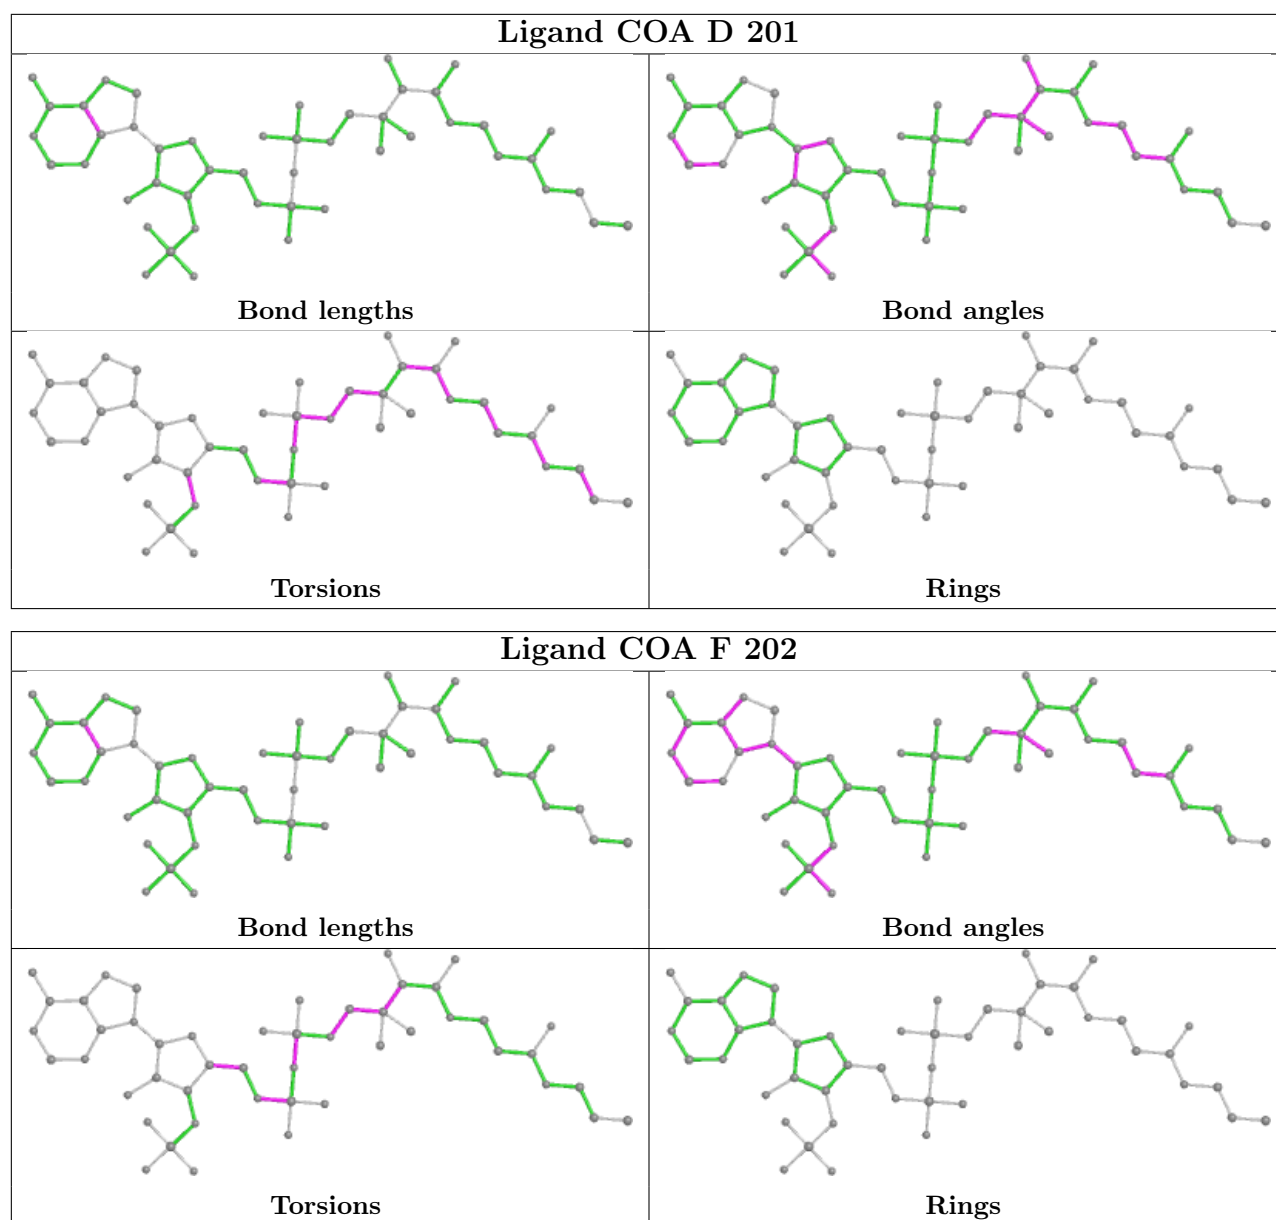 Ligand COA D 201
Bond lengths
Bond angles
Torsions
Rings
Ligand COA F 202
Bond lengths
Bond angles
Torsions
Rings